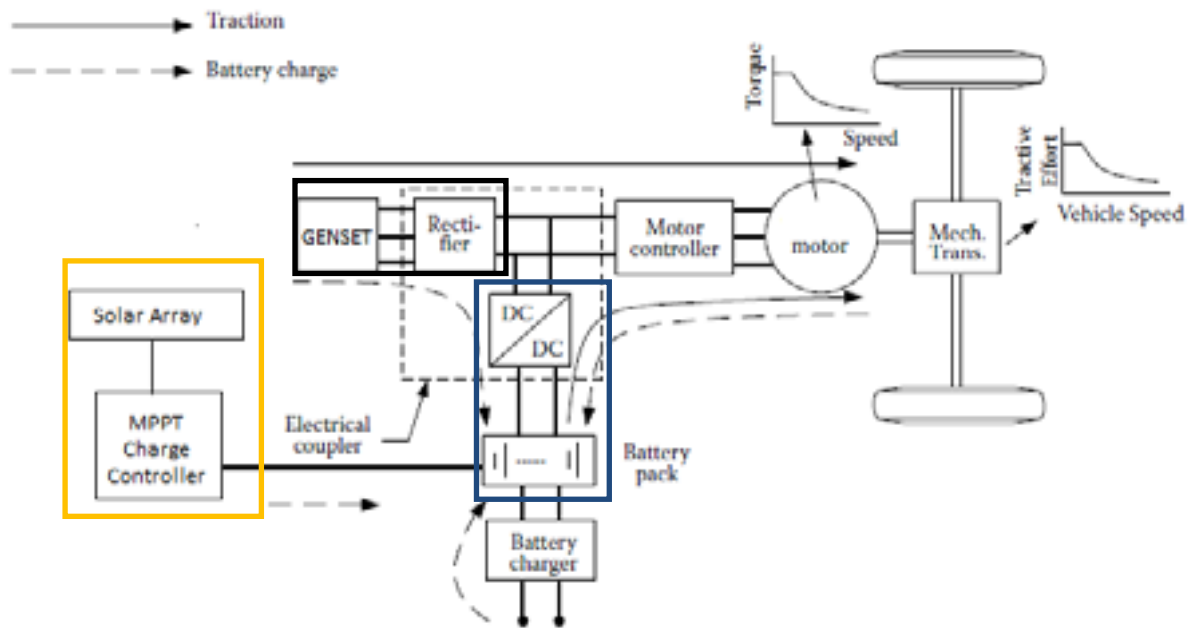 Traction
Battery charge
Torque
Speed
Tractive
Effort
Vehicle Speed
GENSET
Recti-
fier
Motor
controller
motor
Mech.
Trans.
Solar Array
DC
DC
MPPT
Charge
Controller
Electrical
coupler
Battery
pack
Battery
charger